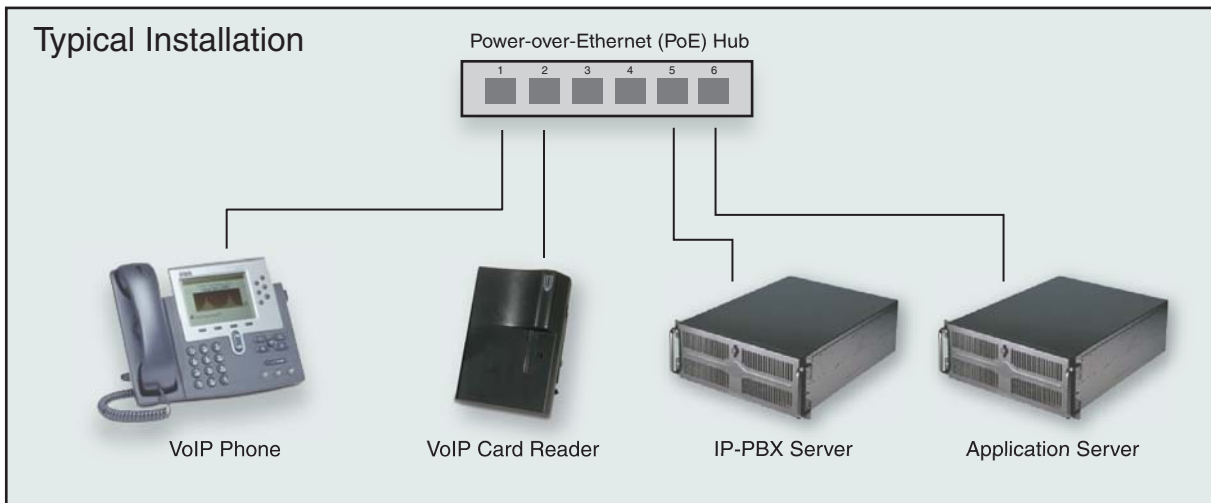 Typical Installation
Power-over-Ethernet (PoE) Hub
1 2 3 4 5 6
VoIP Phone
VoIP Card Reader
IP-PBX Server
Application Server